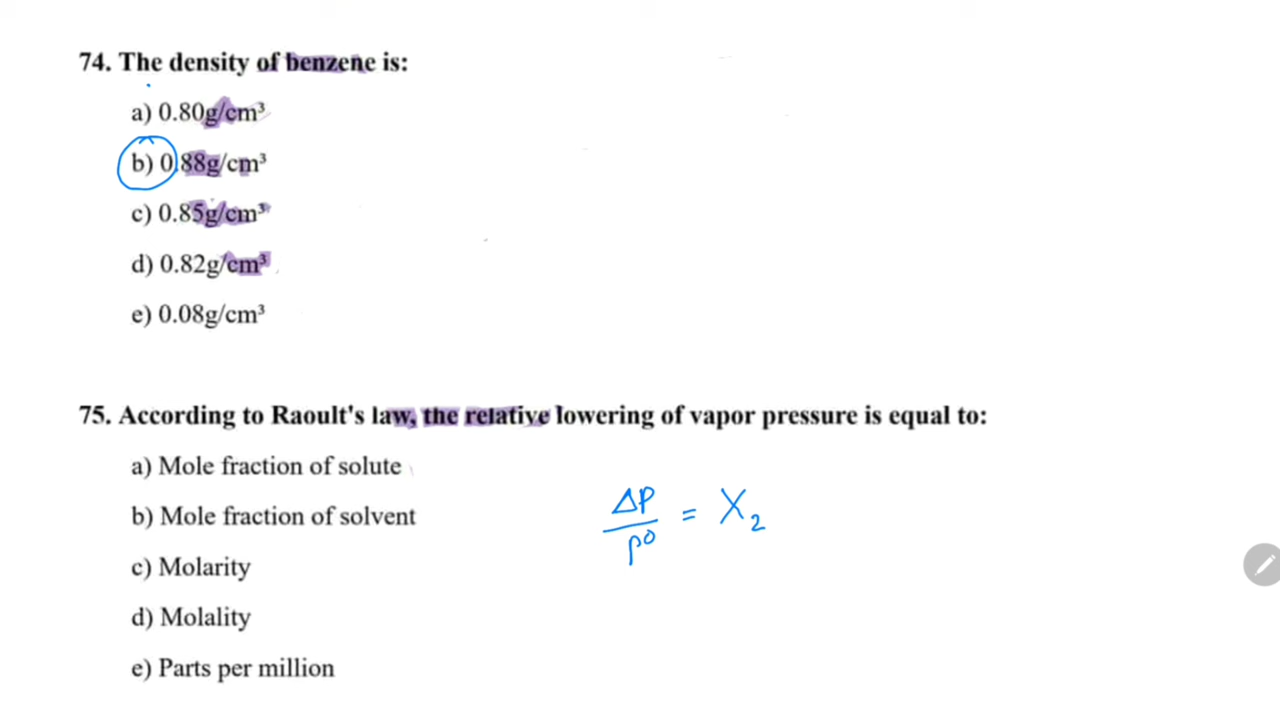 74. The density of benzene is:
a) 0.80g/cm³
b) 0.88g/cm³
c) 0.85g/cm³
d) 0.82g/cm³
e) 0.08g/cm³
75. According to Raoult's law, the relative lowering of vapor pressure is equal to:
a) Mole fraction of solute
b) Mole fraction of solvent
c) Molarity
d) Molality
e) Parts per million
ΔP
/P° = X₂